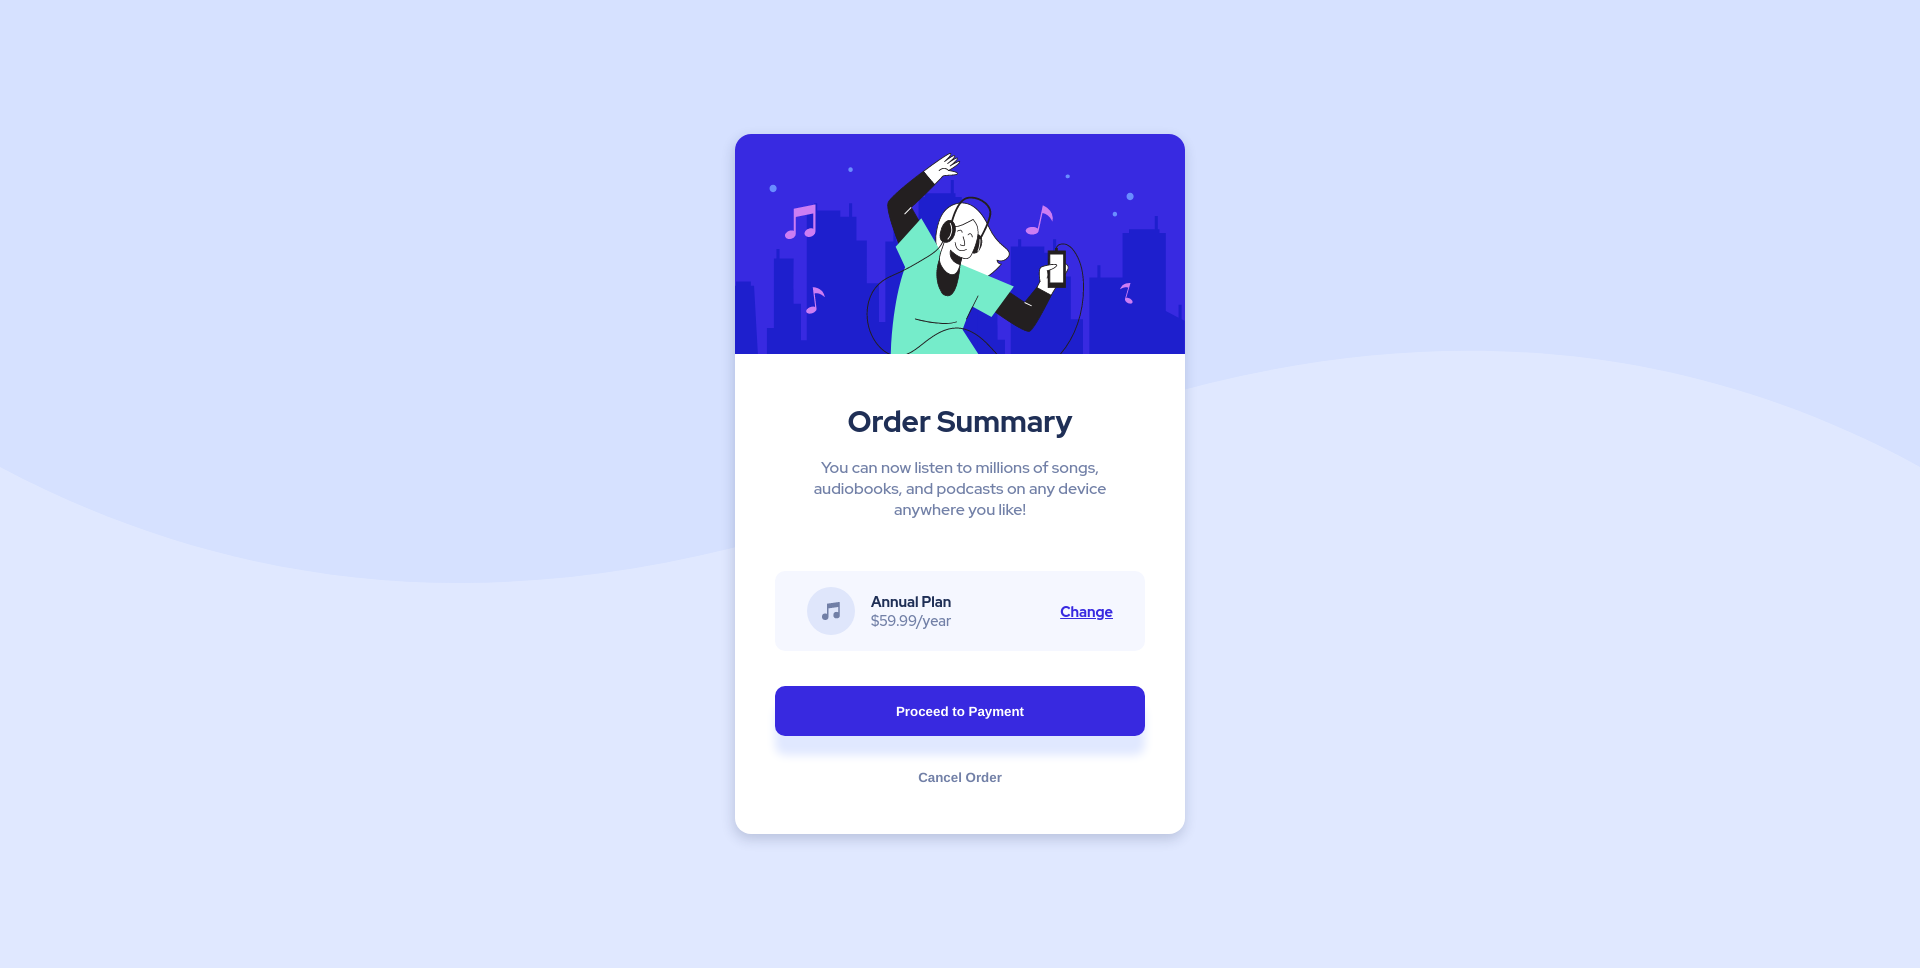 Order Summary
You can now listen to millions of songs,
audiobooks, and podcasts on any device
anywhere you like!
Annual Plan
$59.99/year
Change
Proceed to Payment
Cancel Order